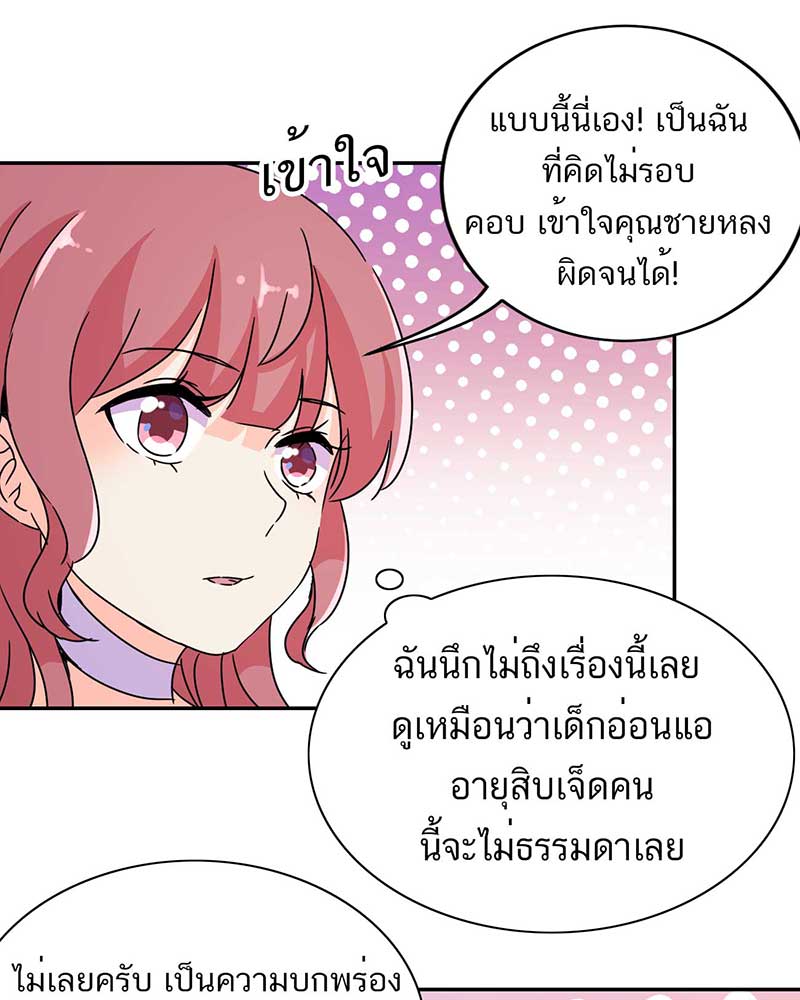 แบบนี้นี่เอง! เป็นฉัน
ที่คิดไม่รอบ
คอบ เข้าใจคุณชายหลง
ผิดจนได้!
เข้าใจ
ฉันนึกไม่ถึงเรื่องนี้เลย
ดูเหมือนว่าเด็กอ่อนแอ
อายุสิบเจ็ดคน
นี้จะไม่ธรรมดาเลย
ไม่เลยครับ เป็นความบกพร่อง